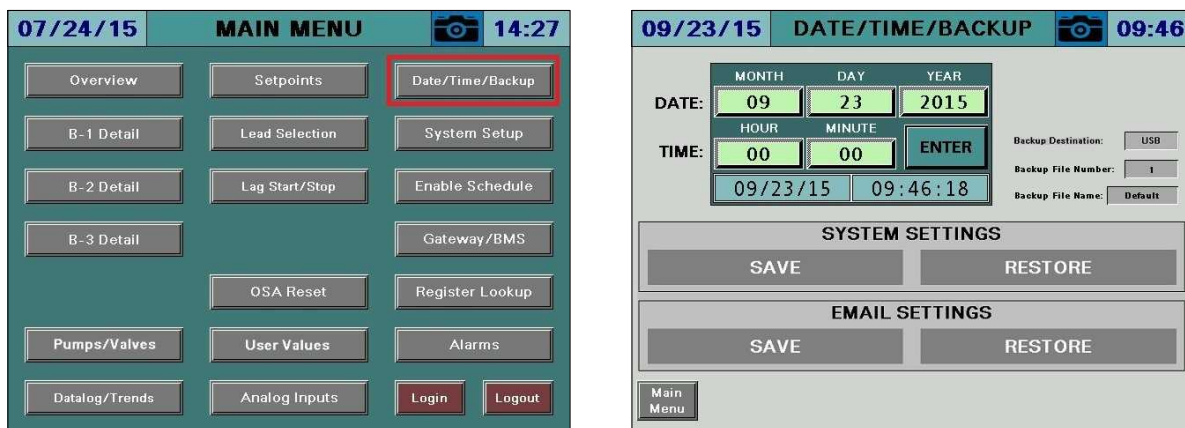 07/24/15 MAIN MENU 14:27
Overview Setpoints Date/Time/Backup
B-1 Detail Lead Selection System Setup
B-2 Detail Lag Start/Stop Enable Schedule
B-3 Detail Gateway/BMS
OSA Reset Register Lookup
Pumps/Valves User Values Alarms
Datalog/Trends Analog Inputs Login Logout
09/23/15 DATE/TIME/BACKUP 09:46
MONTH DAY YEAR
DATE: 09 23 2015
HOUR MINUTE
TIME: 00 00 ENTER
09/23/15 09:46:18
Backup Destination: USB
Backup File Number: 1
Backup File Name: Default
SYSTEM SETTINGS
SAVE RESTORE
EMAIL SETTINGS
SAVE RESTORE
Main
Menu